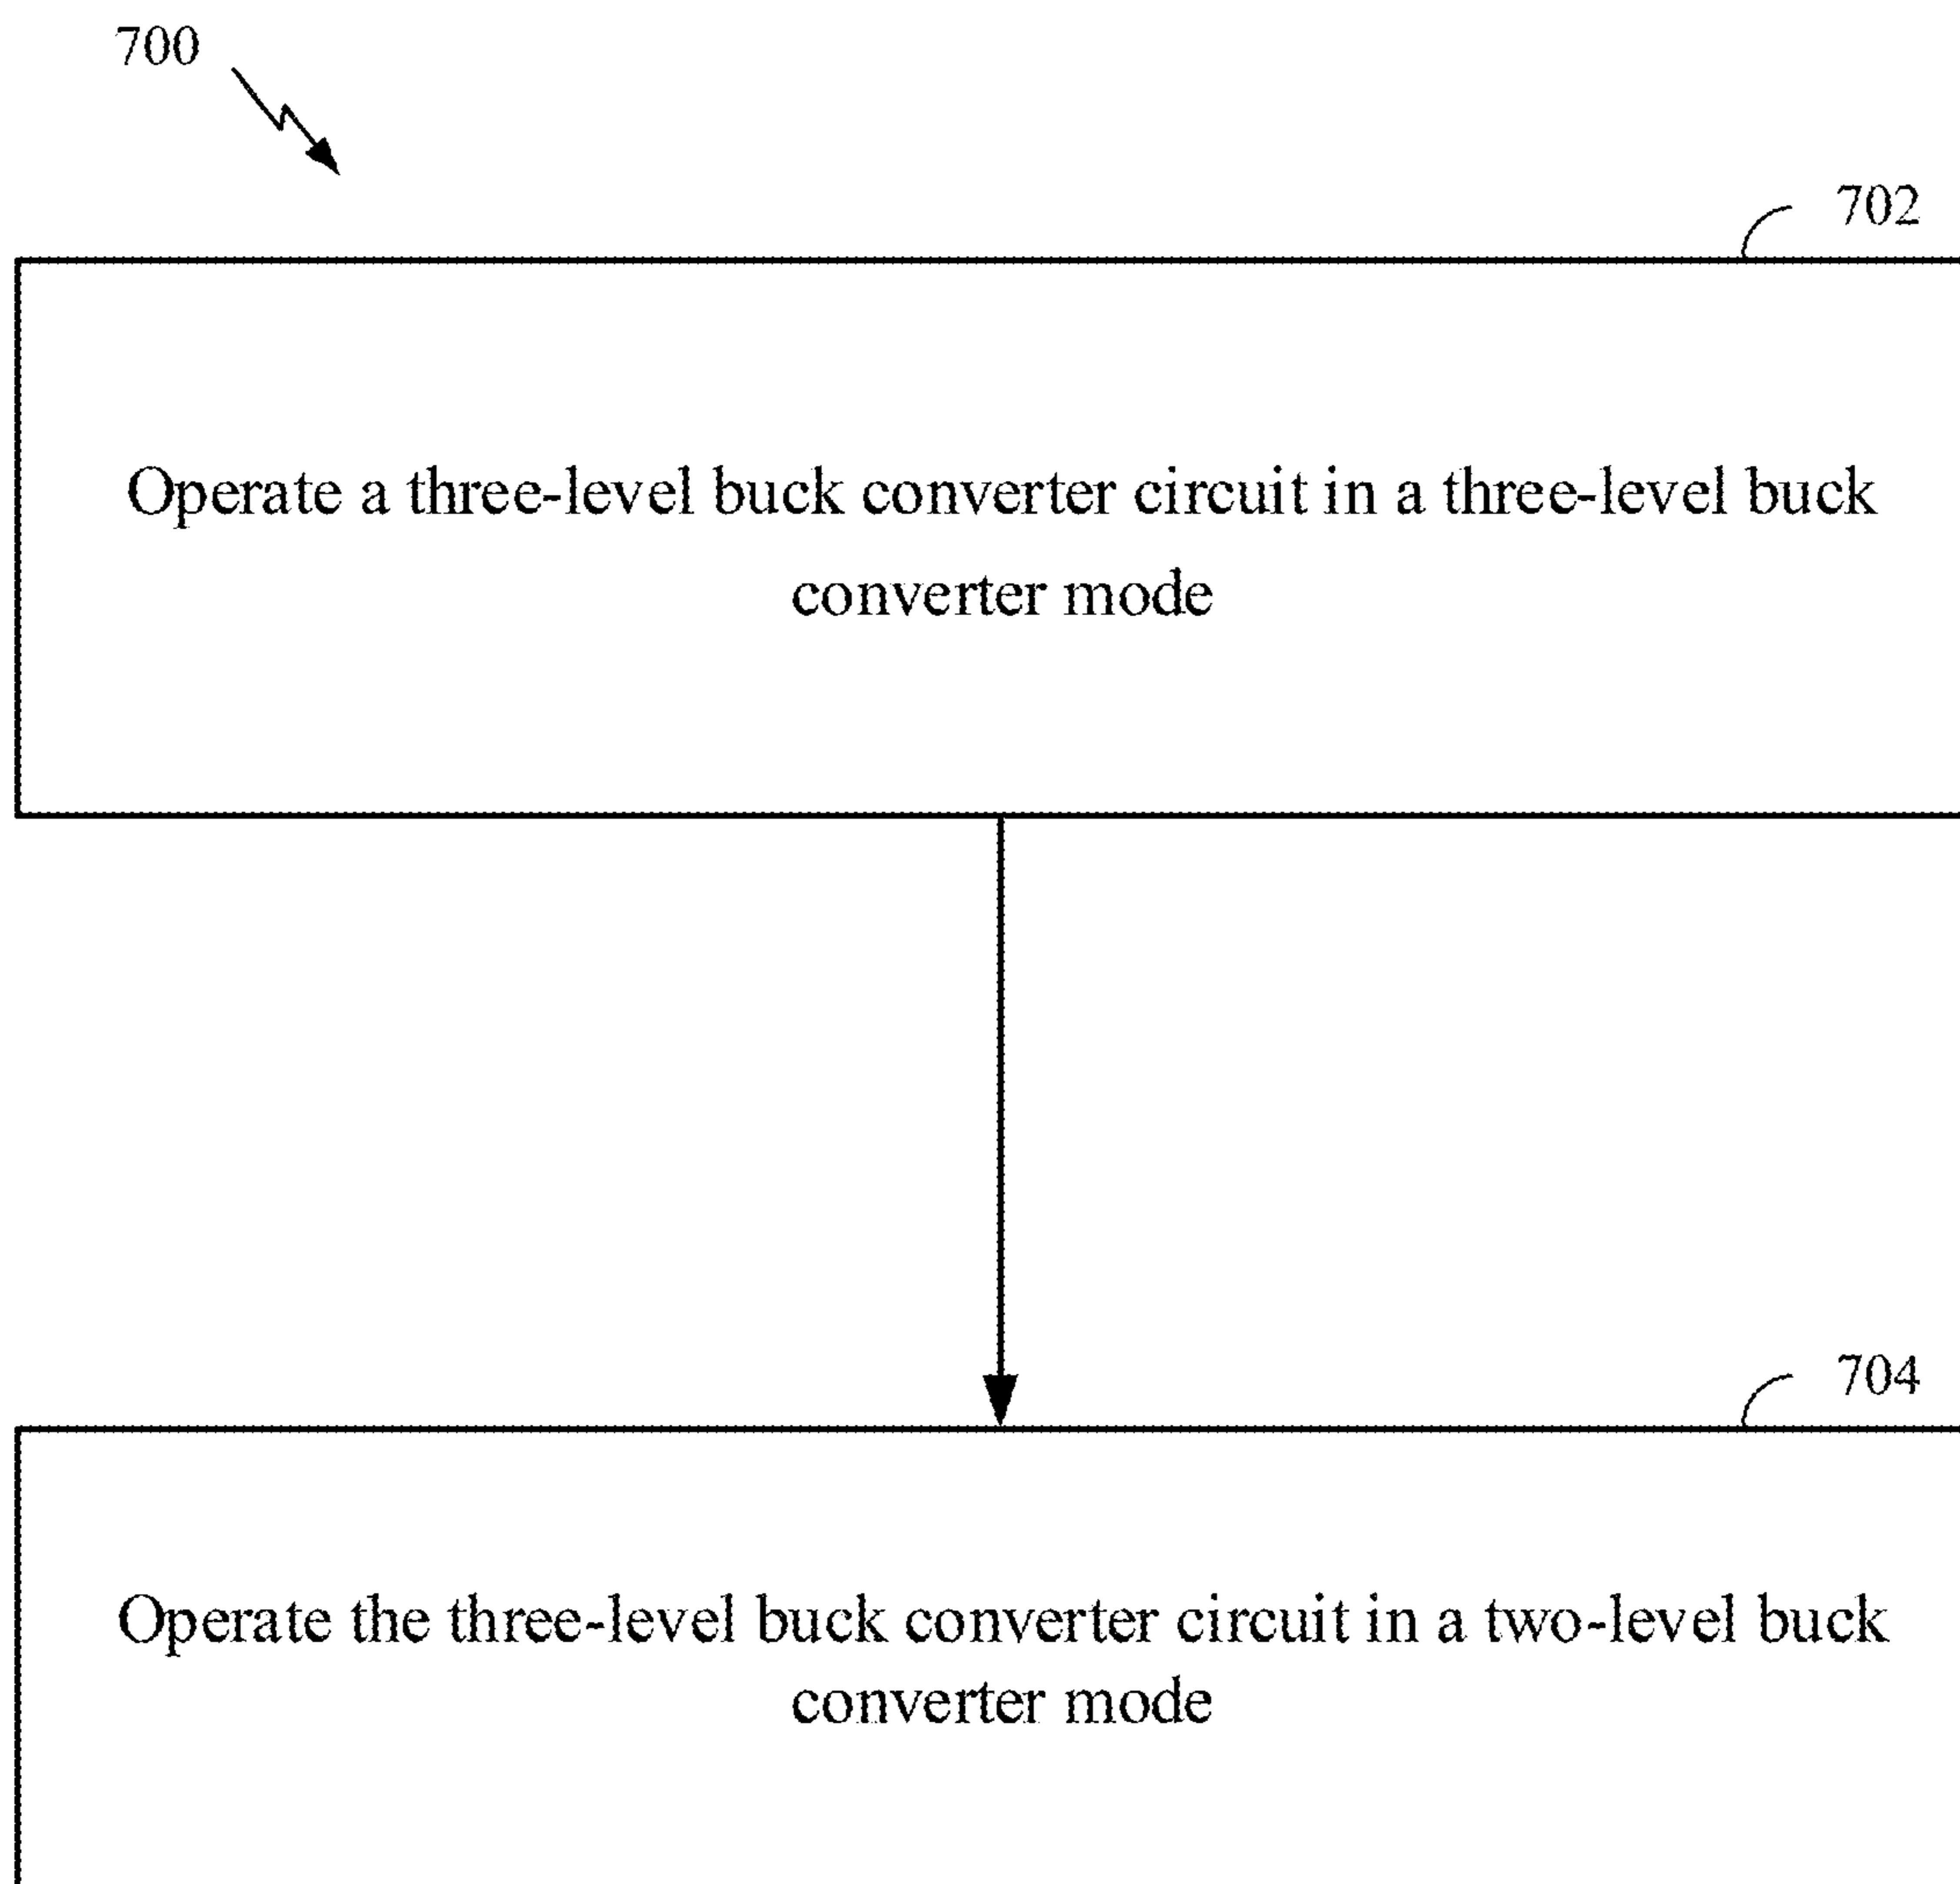 700
702
Operate a three-level buck converter circuit in a three-level buck
converter mode
704
Operate the three-level buck converter circuit in a two-level buck
converter mode